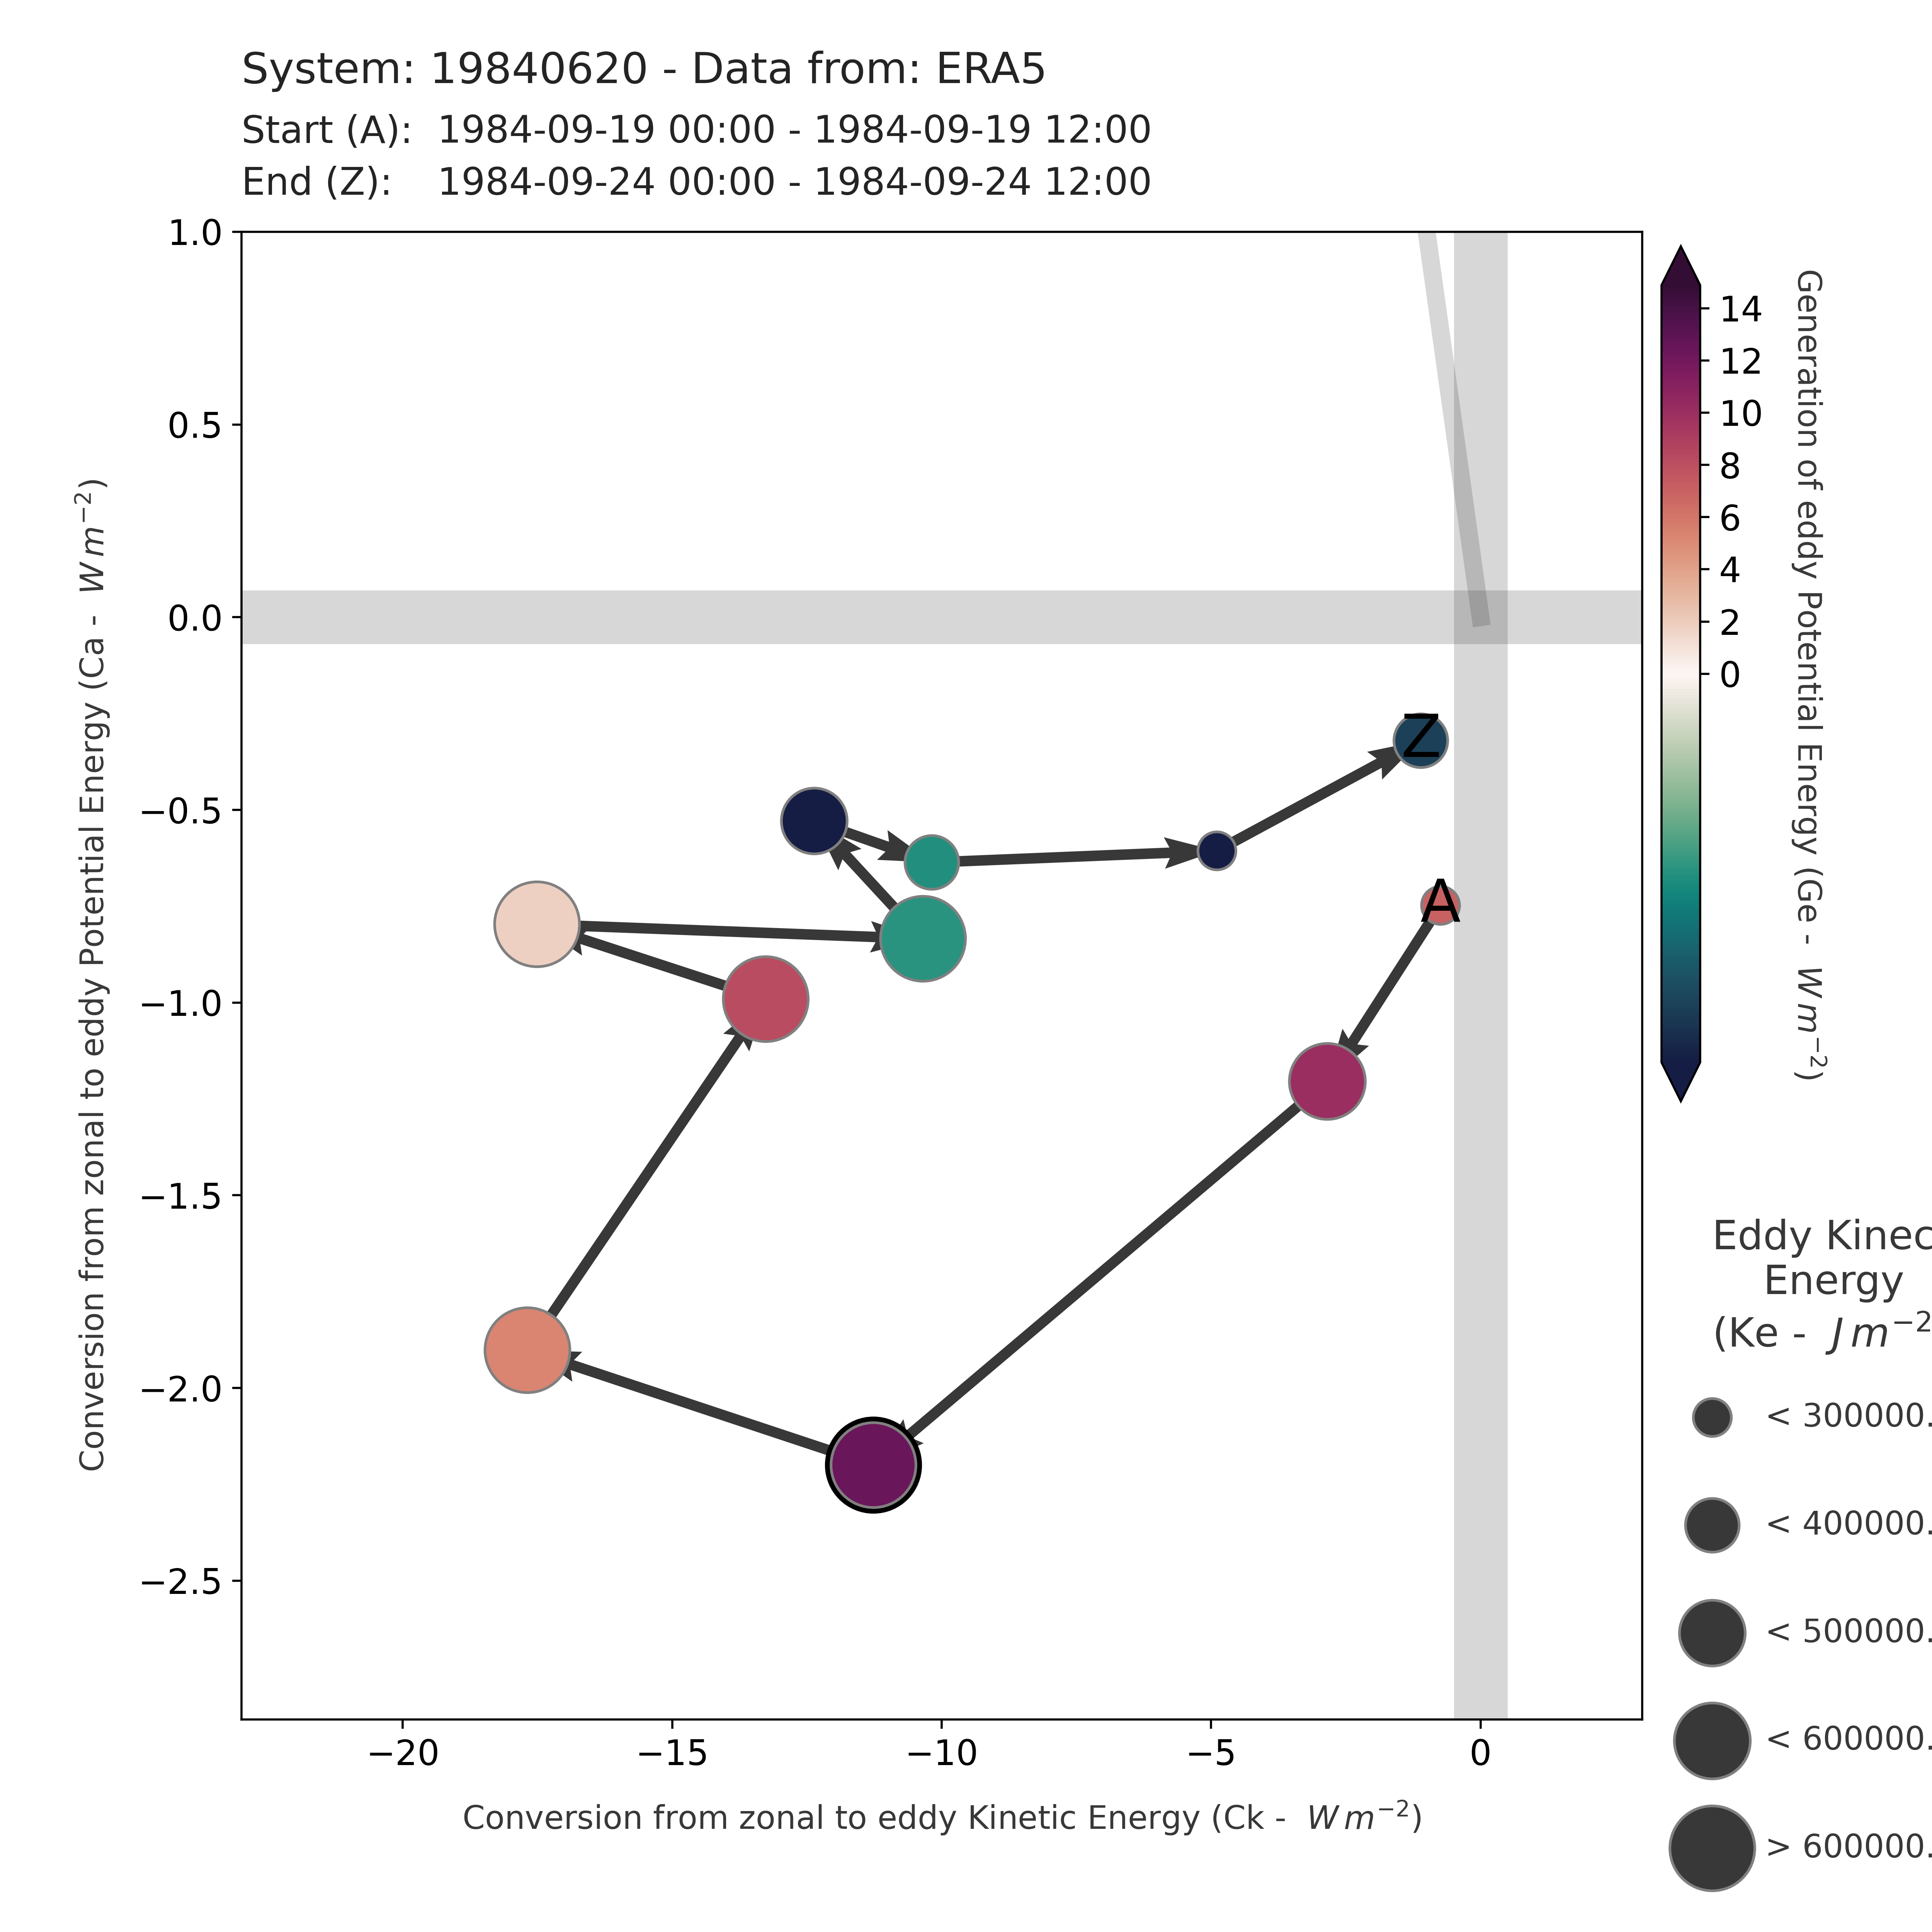 System: 19840620 - Data from: ERA5
Start (A): 1984-09-19 00:00 - 1984-09-19 12:00
End (Z): 1984-09-24 00:00 - 1984-09-24 12:00
1.0
0.5
0.0
−0.5
−1.0
−1.5
−2.0
−2.5
Conversion from zonal to eddy Potential Energy (Ca - W m⁻²)
Z
A
−20 −15 −10 −5 0
Conversion from zonal to eddy Kinetic Energy (Ck - W m⁻²)
14
12
10
8
6
4
2
0
Generation of eddy Potential Energy (Ge - W m⁻²)
Eddy Kinec
Energy
(Ke - J m⁻²
< 300000.
< 400000.
< 500000.
< 600000.
> 600000.